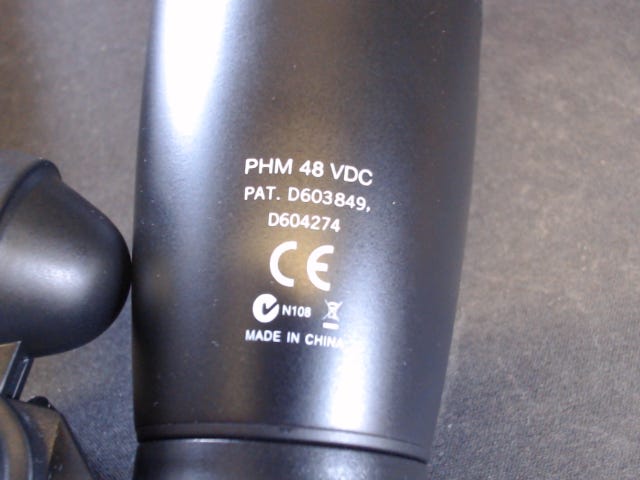 PHM 48 VDC
PAT. D603849,
D604274
CE
N108
MADE IN CHINA